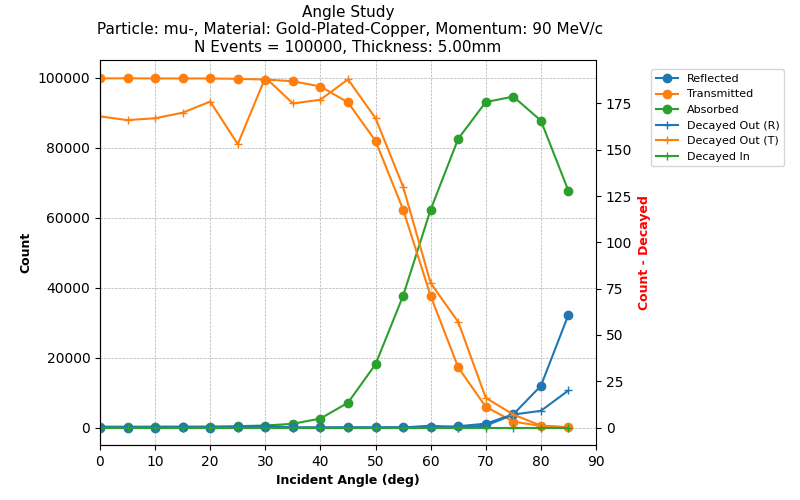 Angle Study
Particle: mu-, Material: Gold-Plated-Copper, Momentum: 90 MeV/c
N Events = 100000, Thickness: 5.00mm
100000
80000
60000
40000
20000
0
Count
0 10 20 30 40 50 60 70 80 90
Incident Angle (deg)
175
150
125
100
75
50
25
0
Count - Decayed
Reflected
Transmitted
Absorbed
Decayed Out (R)
Decayed Out (T)
Decayed In